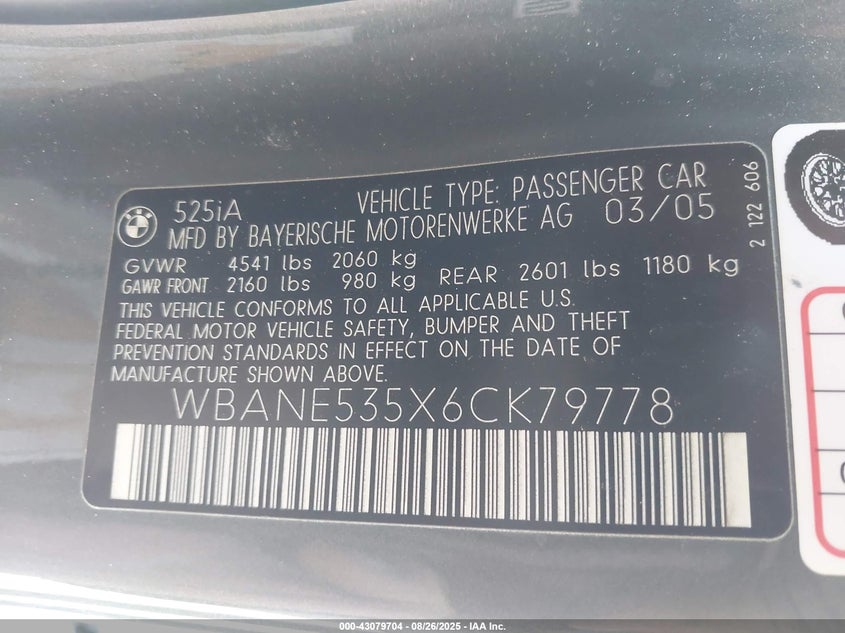 525iA VEHICLE TYPE: PASSENGER CAR
MFD BY BAYERISCHE MOTORENWERKE AG 03/05
GVWR 4541 lbs 2060 kg
GAWR FRONT 2160 lbs 980 kg REAR 2601 lbs 1180 kg
THIS VEHICLE CONFORMS TO ALL APPLICABLE U.S.
FEDERAL MOTOR VEHICLE SAFETY, BUMPER AND THEFT
PREVENTION STANDARDS IN EFFECT ON THE DATE OF
MANUFACTURE SHOWN ABOVE.
WBANE535X6CK79778
2 122 606
000-43079704 - 08/26/2025 - IAA Inc.